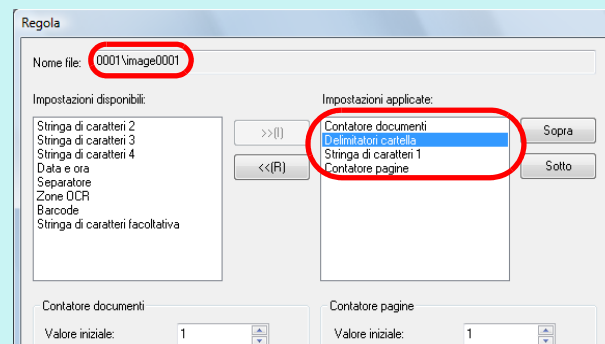 Regola
Nome file: 0001\image0001
Impostazioni disponibili:
Stringa di caratteri 2
Stringa di caratteri 3
Stringa di caratteri 4
Data e ora
Separatore
Zone OCR
Barcode
Stringa di caratteri facoltativa
>>(I)
<<(R)
Impostazioni applicate:
Contatore documenti
Delimitatori cartella
Stringa di caratteri 1
Contatore pagine
Sopra
Sotto
Contatore documenti
Valore iniziale: 1
Contatore pagine
Valore iniziale: 1